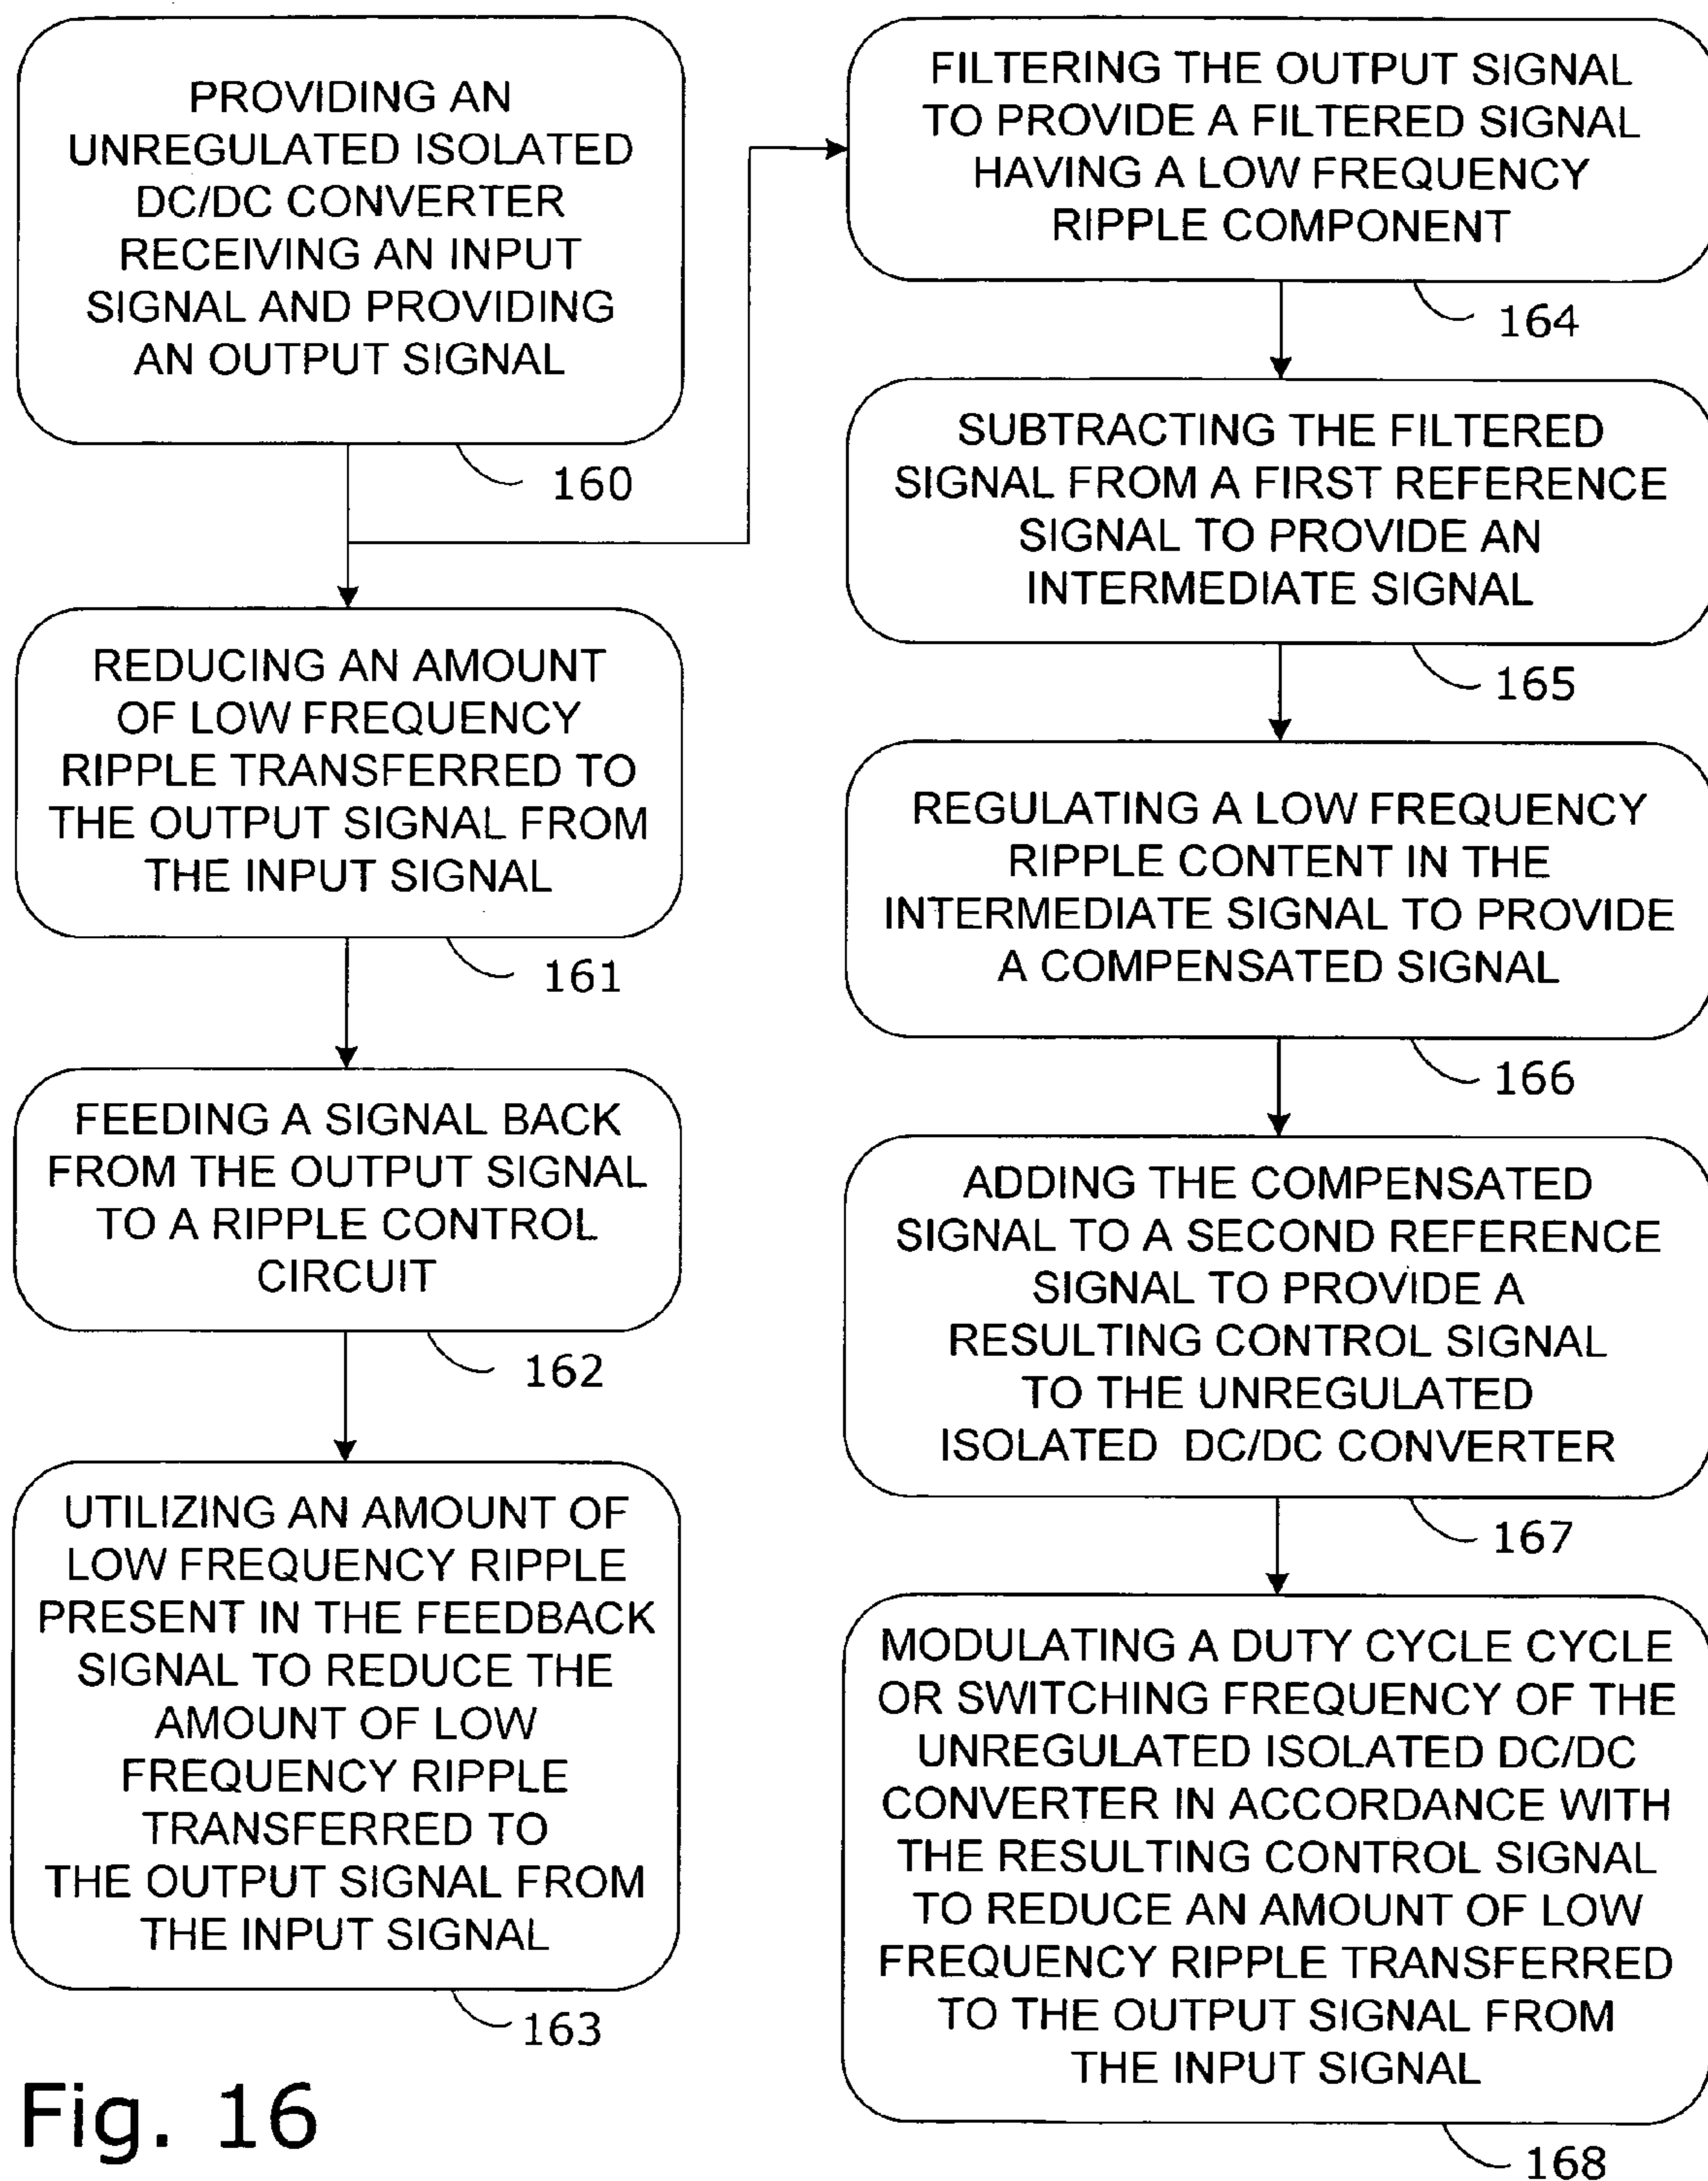 PROVIDING AN
UNREGULATED ISOLATED
DC/DC CONVERTER
RECEIVING AN INPUT
SIGNAL AND PROVIDING
AN OUTPUT SIGNAL
160
REDUCING AN AMOUNT
OF LOW FREQUENCY
RIPPLE TRANSFERRED TO
THE OUTPUT SIGNAL FROM
THE INPUT SIGNAL
161
FEEDING A SIGNAL BACK
FROM THE OUTPUT SIGNAL
TO A RIPPLE CONTROL
CIRCUIT
162
UTILIZING AN AMOUNT OF
LOW FREQUENCY RIPPLE
PRESENT IN THE FEEDBACK
SIGNAL TO REDUCE THE
AMOUNT OF LOW
FREQUENCY RIPPLE
TRANSFERRED TO
THE OUTPUT SIGNAL FROM
THE INPUT SIGNAL
163
FILTERING THE OUTPUT SIGNAL
TO PROVIDE A FILTERED SIGNAL
HAVING A LOW FREQUENCY
RIPPLE COMPONENT
164
SUBTRACTING THE FILTERED
SIGNAL FROM A FIRST REFERENCE
SIGNAL TO PROVIDE AN
INTERMEDIATE SIGNAL
165
REGULATING A LOW FREQUENCY
RIPPLE CONTENT IN THE
INTERMEDIATE SIGNAL TO PROVIDE
A COMPENSATED SIGNAL
166
ADDING THE COMPENSATED
SIGNAL TO A SECOND REFERENCE
SIGNAL TO PROVIDE A
RESULTING CONTROL SIGNAL
TO THE UNREGULATED
ISOLATED DC/DC CONVERTER
167
MODULATING A DUTY CYCLE CYCLE
OR SWITCHING FREQUENCY OF THE
UNREGULATED ISOLATED DC/DC
CONVERTER IN ACCORDANCE WITH
THE RESULTING CONTROL SIGNAL
TO REDUCE AN AMOUNT OF LOW
FREQUENCY RIPPLE TRANSFERRED
TO THE OUTPUT SIGNAL FROM
THE INPUT SIGNAL
168
Fig. 16